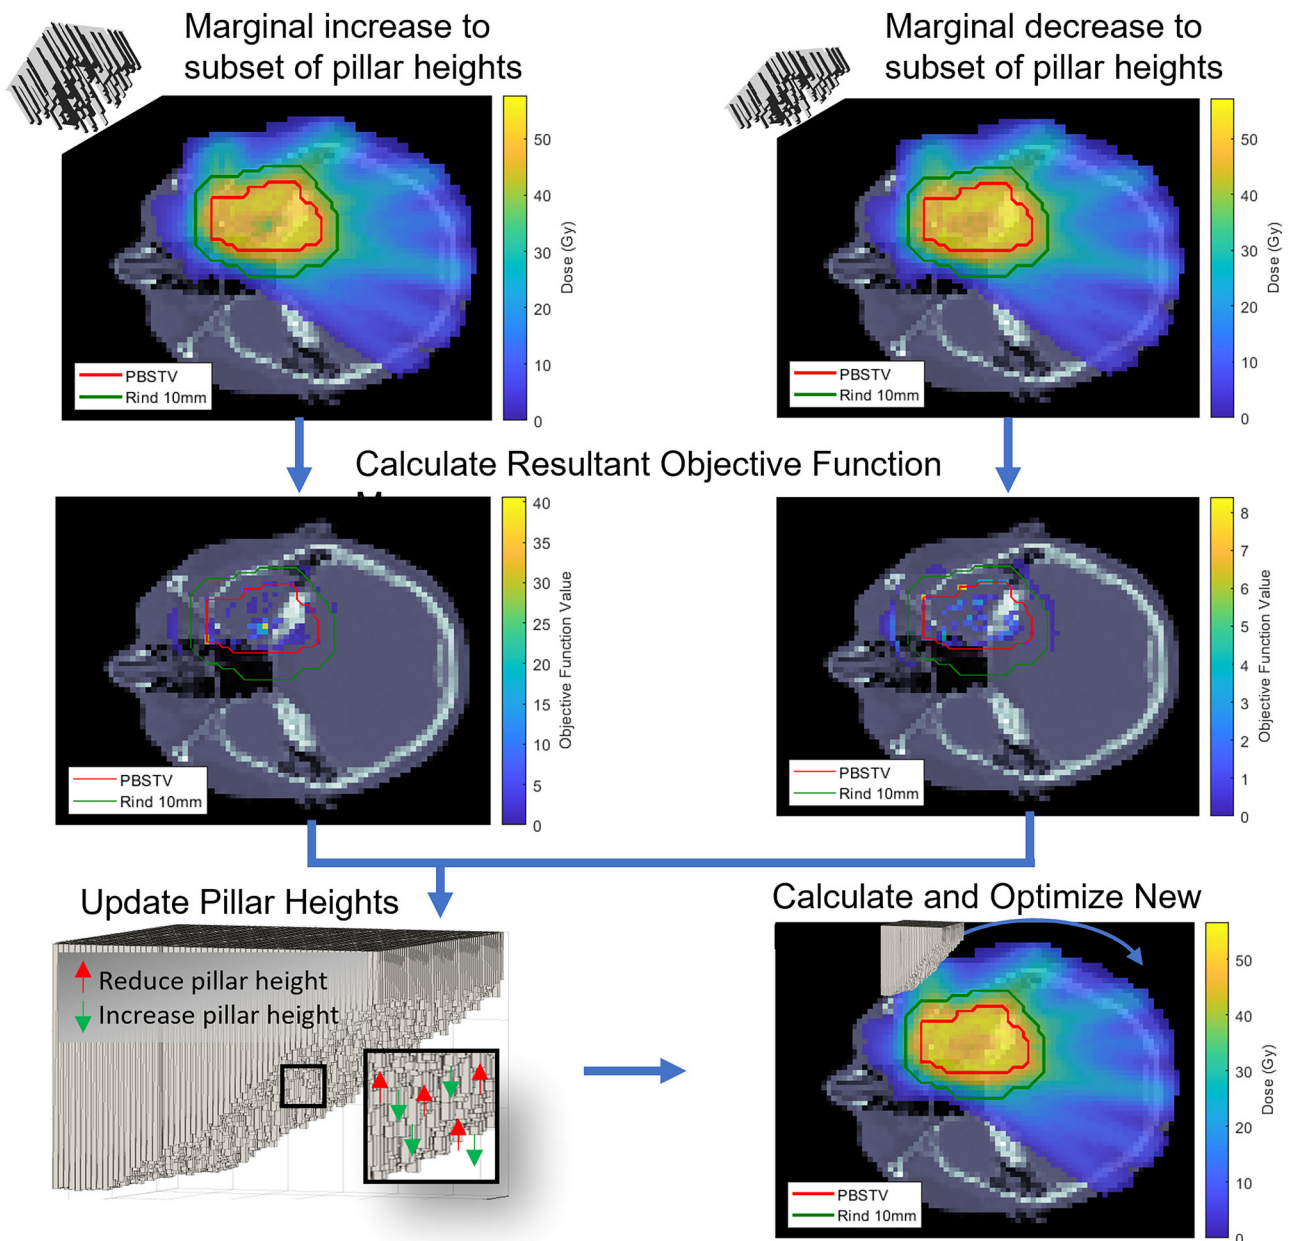 Marginal increase to
subset of pillar heights
Marginal decrease to
subset of pillar heights
50
40
30
20
10
0
Dose (Gy)
PBSTV
Rind 10mm
50
40
30
20
10
0
Dose (Gy)
PBSTV
Rind 10mm
Calculate Resultant Objective Function
40
35
30
25
20
15
10
5
0
Objective Function Value
PBSTV
Rind 10mm
8
7
6
5
4
3
2
1
0
Objective Function Value
PBSTV
Rind 10mm
Update Pillar Heights
Reduce pillar height
Increase pillar height
Calculate and Optimize New
50
40
30
20
10
0
Dose (Gy)
PBSTV
Rind 10mm